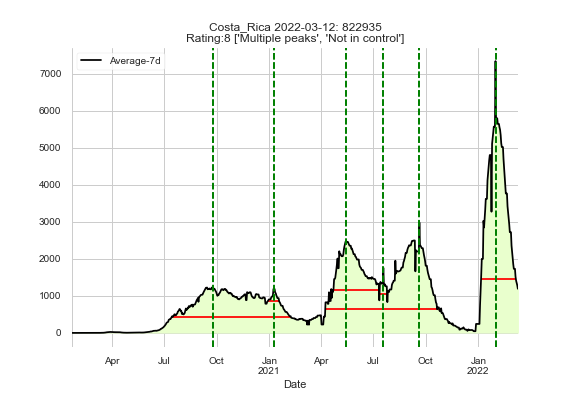 Costa_Rica 2022-03-12: 822935
Rating:8 ['Multiple peaks', 'Not in control']
Average-7d
7000
6000
5000
4000
3000
2000
1000
0
Apr Jul Oct Jan Apr Jul Oct Jan
2021 2022
Date